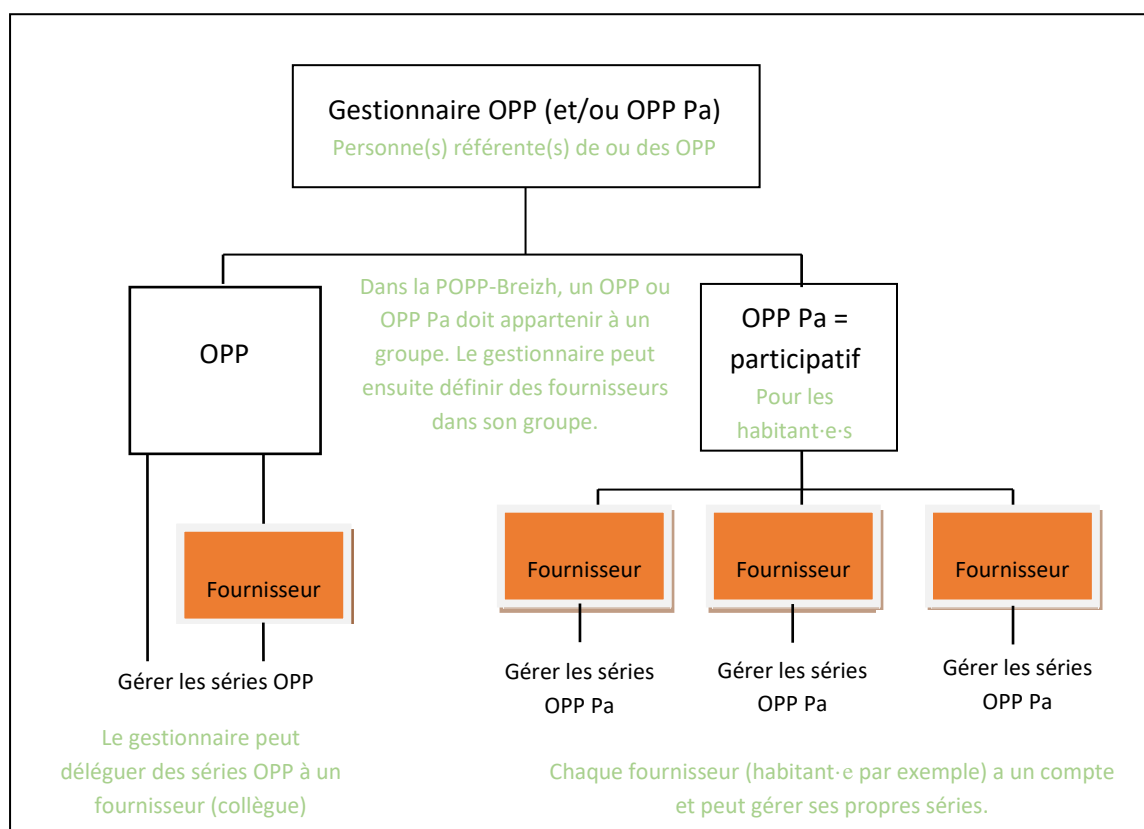 Gestionnaire OPP (et/ou OPP Pa)
Personne(s) référente(s) de ou des OPP
OPP
Dans la POPP-Breizh, un OPP ou
OPP Pa doit appartenir à un
groupe. Le gestionnaire peut
ensuite définir des fournisseurs
dans son groupe.
OPP Pa =
participatif
Pour les
habitant·e·s
Fournisseur
Gérer les séries OPP
Le gestionnaire peut
déléguer des séries OPP à un
fournisseur (collègue)
Fournisseur
Fournisseur
Fournisseur
Gérer les séries
OPP Pa
Gérer les séries
OPP Pa
Gérer les séries
OPP Pa
Chaque fournisseur (habitant·e par exemple) a un compte
et peut gérer ses propres séries.